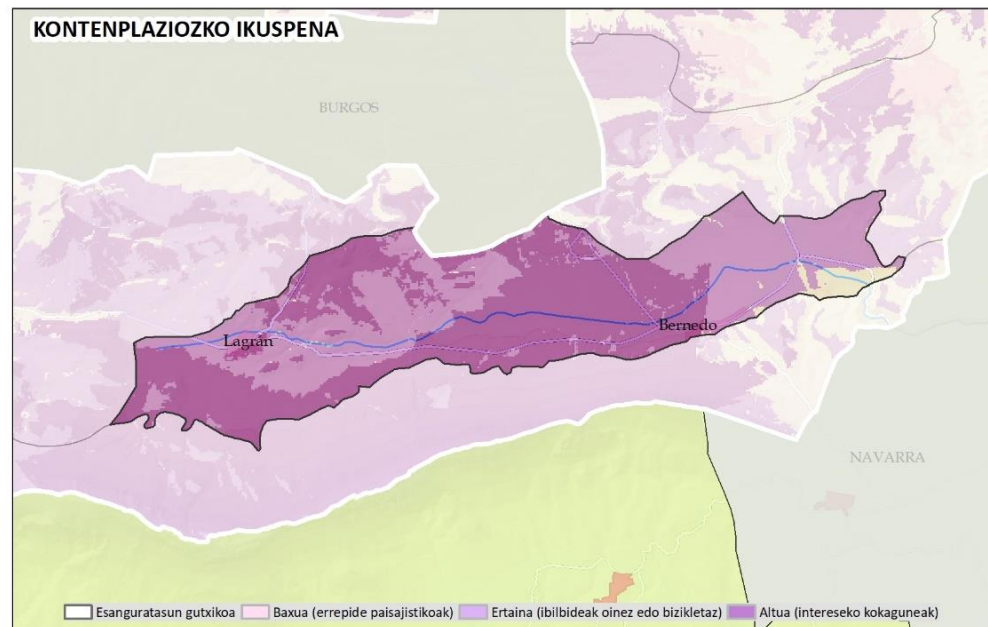 KONTENPLAZIOZKO IKUSPENA
BURGOS
Lagrán
Bernedo
NAVARRA
Esanguratasun gutxikoa Baxua (errepide paisajistikoak) Ertaina (ibilbideak oinez edo bizikletaz) Altua (intereseko kokaguneak)